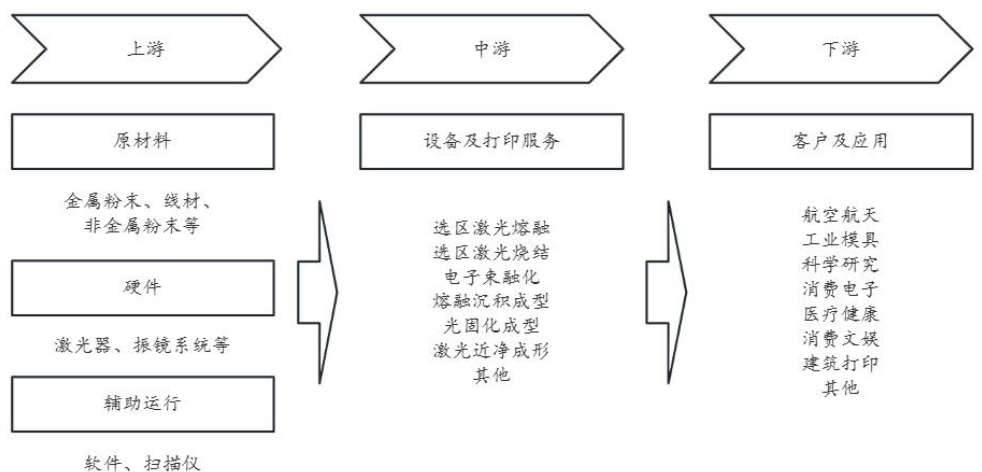 上游
中游
下游
原材料
设备及打印服务
客户及应用
金属粉末、线材、
非金属粉末等
硬件
激光器、振镜系统等
辅助运行
软件、扫描仪
选区激光熔融
选区激光烧结
电子束融化
熔融沉积成型
光固化成型
激光近净成形
其他
航空航天
工业模具
科学研究
消费电子
医疗健康
消费文娱
建筑打印
其他